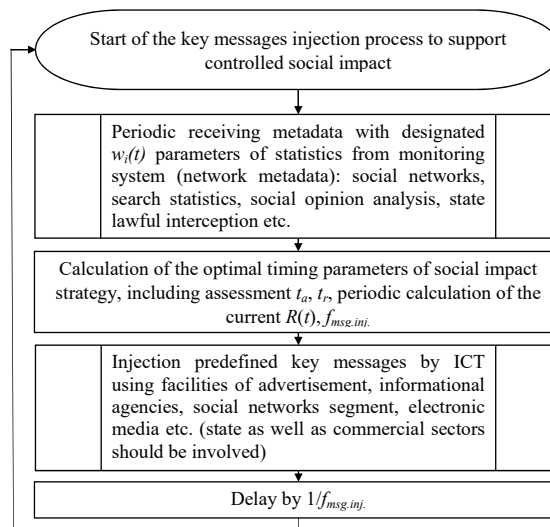 Start of the key messages injection process to support
controlled social impact
Periodic receiving metadata with designated
wᵢ(t) parameters of statistics from monitoring
system (network metadata): social networks,
search statistics, social opinion analysis, state
lawful interception etc.
Calculation of the optimal timing parameters of social impact
strategy, including assessment tₐ, tᵣ, periodic calculation of the
current R(t), f_msg.inj.
Injection predefined key messages by ICT
using facilities of advertisement, informational
agencies, social networks segment, electronic
media etc. (state as well as commercial sectors
should be involved)
Delay by 1/f_msg.inj.